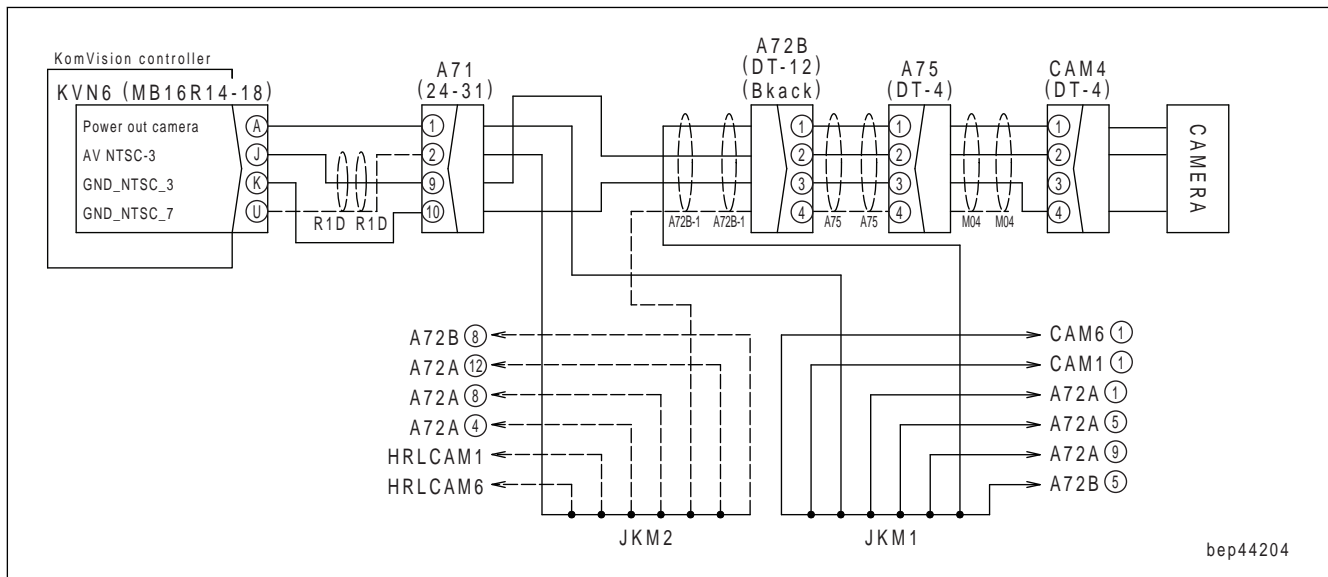 KomVision controller
KVN6 (MB16R14-18)
Power out camera
A
AV NTSC-3
J
GND_NTSC_3
K
GND_NTSC_7
U
R1D R1D
A71
(24-31)
1
2
9
10
A72B-1 A72B-1
A72B
(DT-12)
(Bkack)
1
2
3
4
A75 A75
A75
(DT-4)
1
2
3
4
M04 M04
CAM4
(DT-4)
1
2
3
4
CAMERA
A72B 8
A72A 12
A72A 8
A72A 4
HRLCAM1
HRLCAM6
JKM2
CAM6 1
CAM1 1
A72A 1
A72A 5
A72A 9
A72B 5
JKM1
bep44204